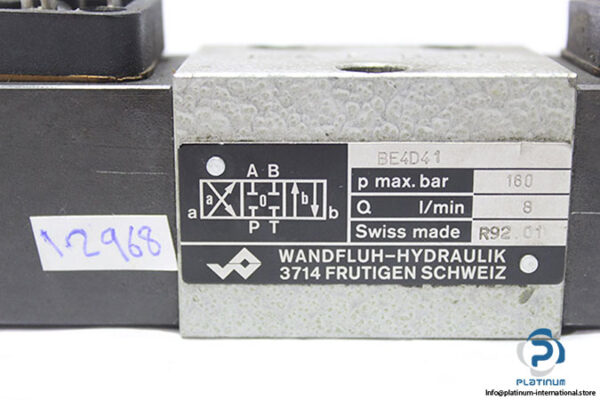 BE4D41
A B
a a 0 b b
P T
p max. bar 160
Q l/min 8
Swiss made R92.01
WANDFLUH-HYDRAULIK
3714 FRUTIGEN SCHWEIZ
12968
PLATINUM
Info@platinum-international.store